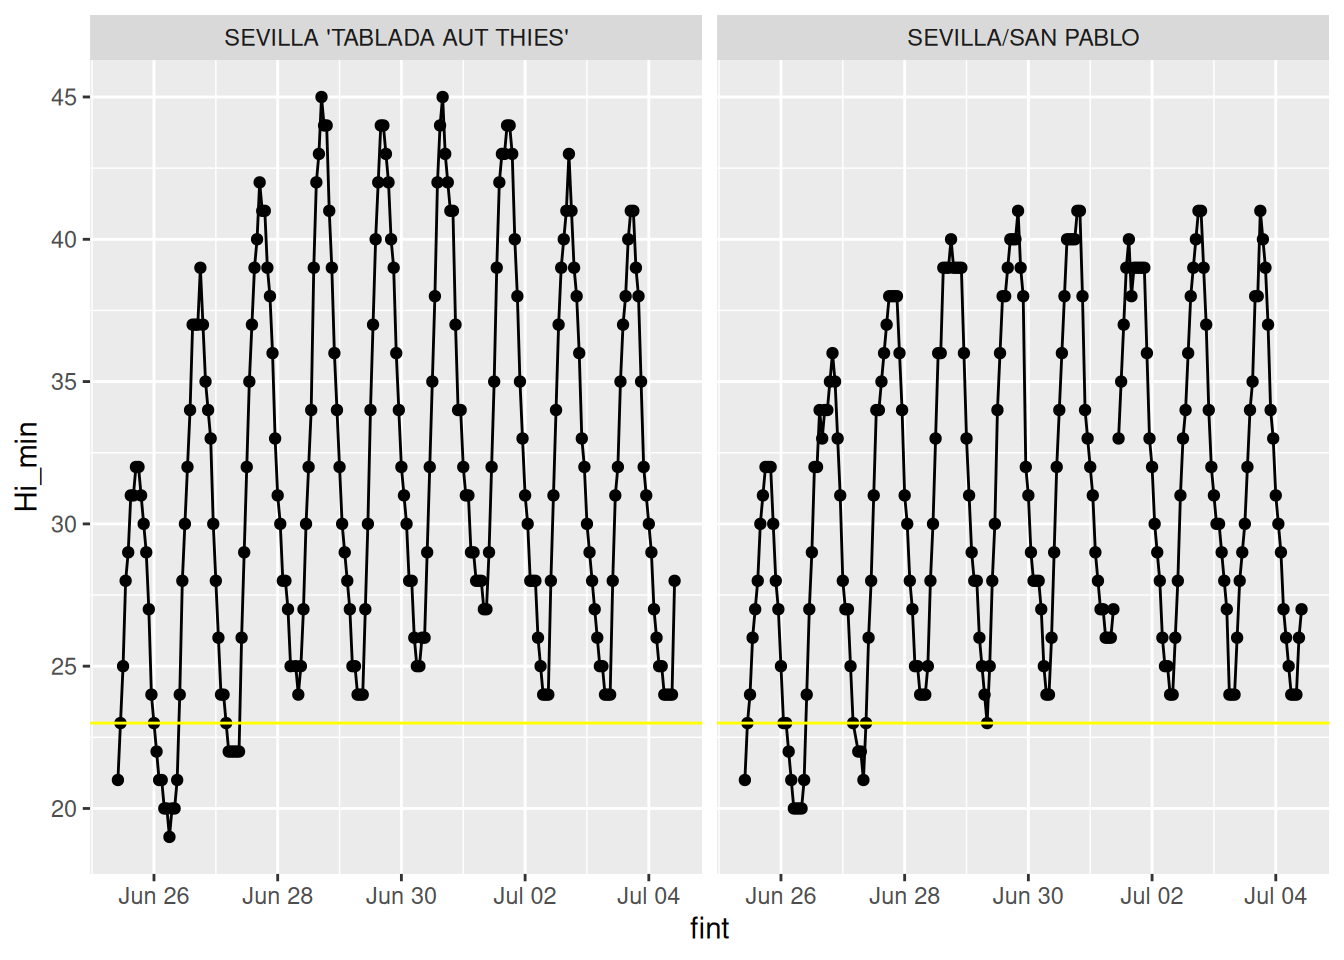 SEVILLA 'TABLADA AUT THIES'
SEVILLA/SAN PABLO
Hi_min
45
40
35
30
25
20
Jun 26 Jun 28 Jun 30 Jul 02 Jul 04
Jun 26 Jun 28 Jun 30 Jul 02 Jul 04
fint